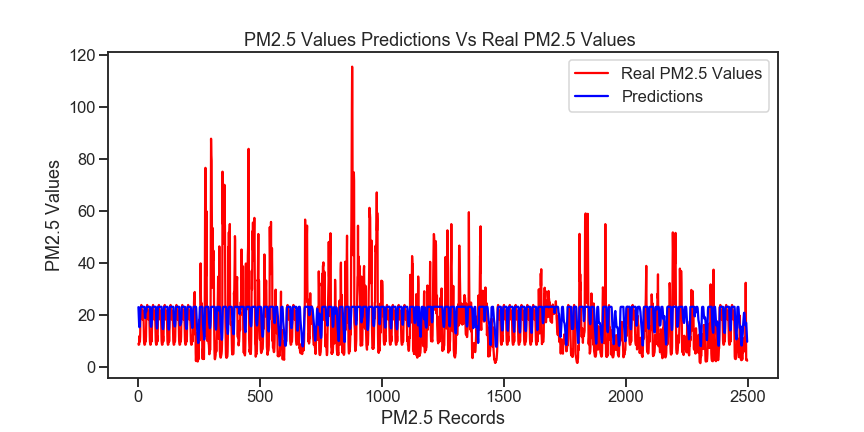 PM2.5 Values Predictions Vs Real PM2.5 Values
Real PM2.5 Values
Predictions
120
100
80
60
40
20
0
PM2.5 Values
0 500 1000 1500 2000 2500
PM2.5 Records